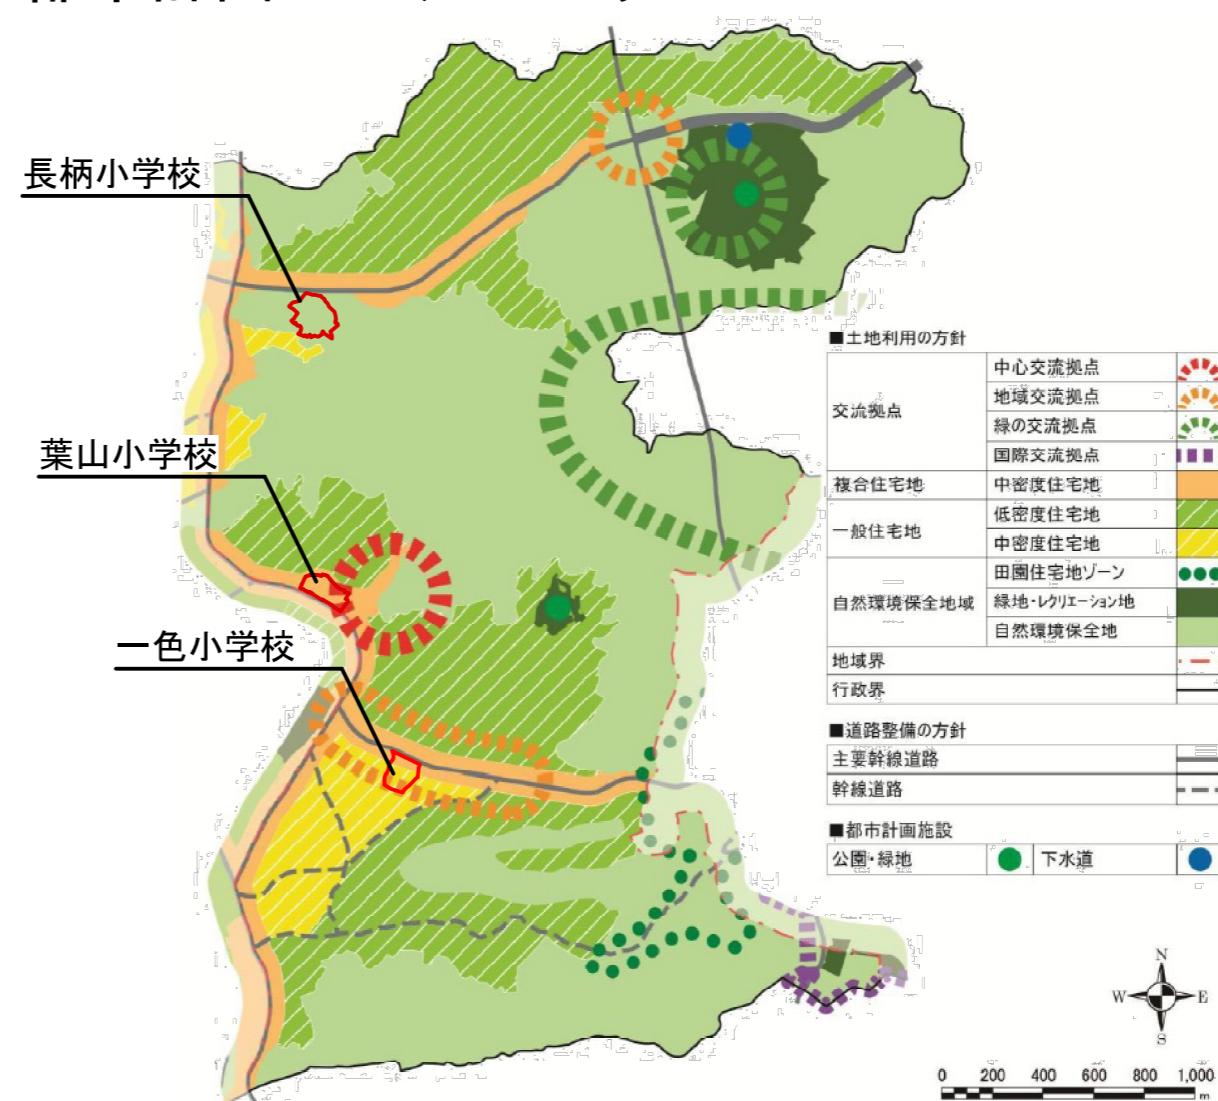 長柄小学校
葉山小学校
一色小学校
■土地利用の方針
交流拠点
中心交流拠点
地域交流拠点
緑の交流拠点
国際交流拠点
複合住宅地 中密度住宅地
一般住宅地
低密度住宅地
中密度住宅地
自然環境保全地域
田園住宅地ゾーン
緑地・レクリエーション地
自然環境保全地
地域界
行政界
■道路整備の方針
主要幹線道路
幹線道路
■都市計画施設
公園・緑地 下水道
N
W E
S
0 200 400 600 800 1,000
m